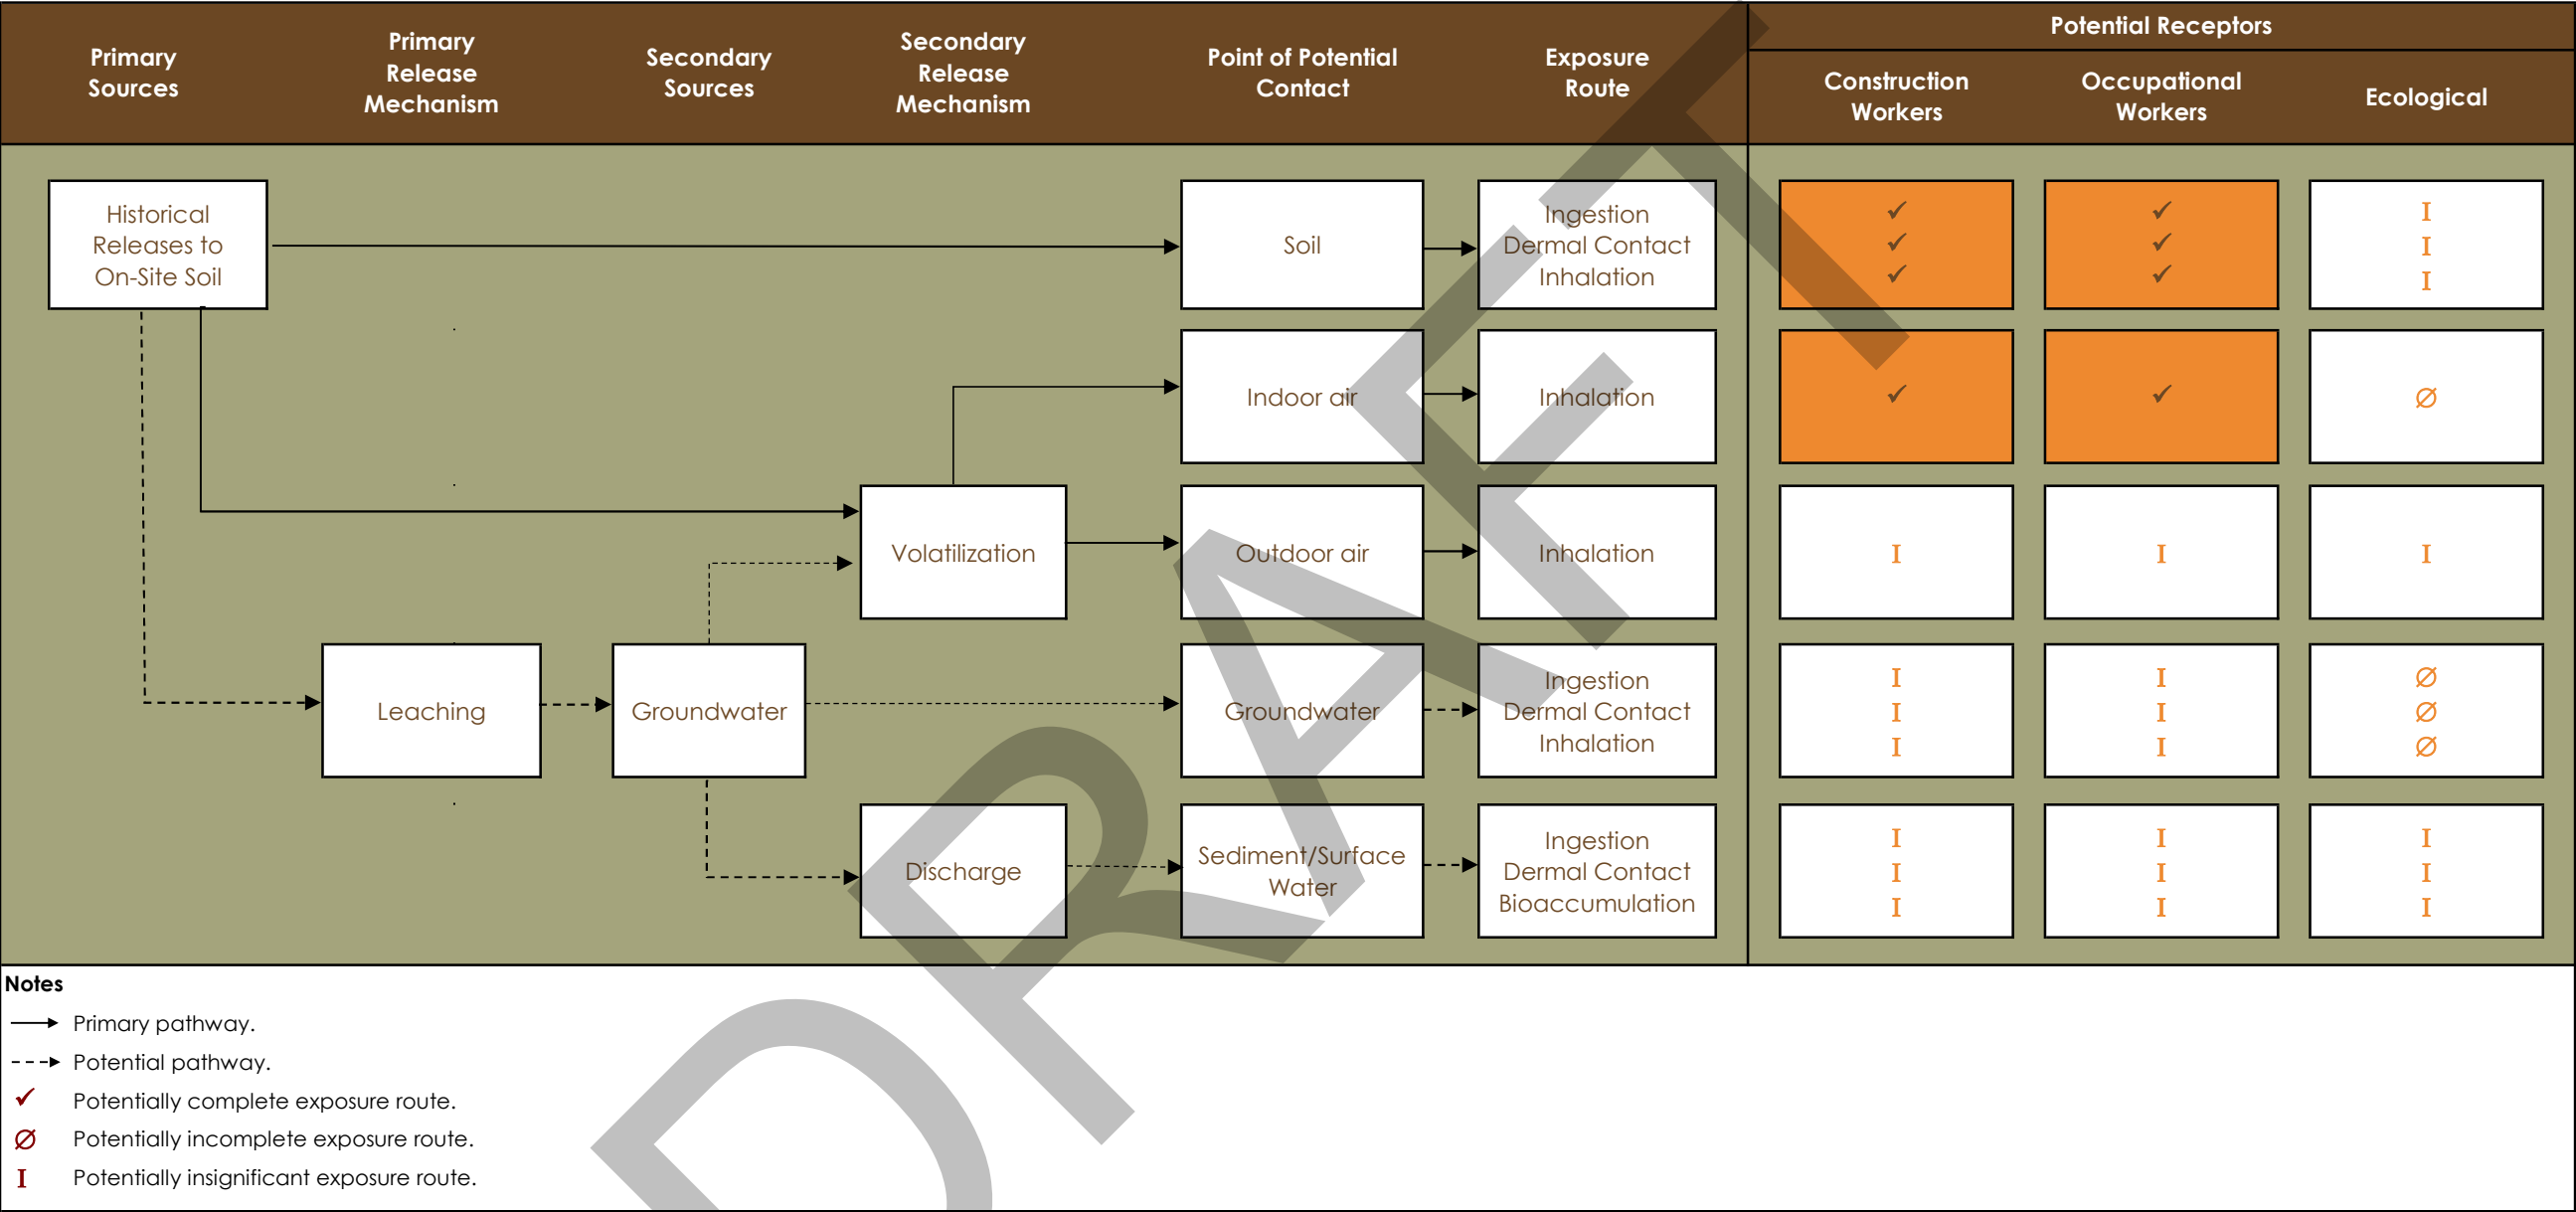 Primary
Sources
Primary
Release
Mechanism
Secondary
Sources
Secondary
Release
Mechanism
Point of Potential
Contact
Exposure
Route
Potential Receptors
Construction
Workers
Occupational
Workers
Ecological
Historical
Releases to
On-Site Soil
Soil
Ingestion
Dermal Contact
Inhalation
✓
✓
✓
✓
✓
✓
I
I
I
Indoor air
Inhalation
✓
✓
∅
Volatilization
Outdoor air
Inhalation
I
I
I
Leaching
Groundwater
Groundwater
Ingestion
Dermal Contact
Inhalation
I
I
I
I
I
I
∅
∅
∅
Discharge
Sediment/Surface
Water
Ingestion
Dermal Contact
Bioaccumulation
I
I
I
I
I
I
I
I
I
DRAFT
Notes
Primary pathway.
Potential pathway.
✓ Potentially complete exposure route.
∅ Potentially incomplete exposure route.
I Potentially insignificant exposure route.